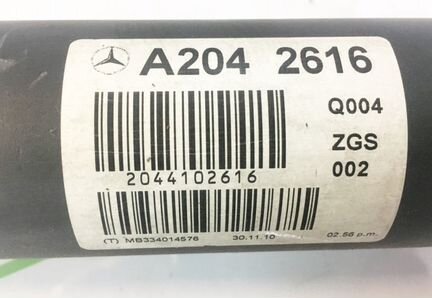 A204 2616
Q004
ZGS
002
2044102616
(T) MB334014576 30.11.10 02.56 p.m.